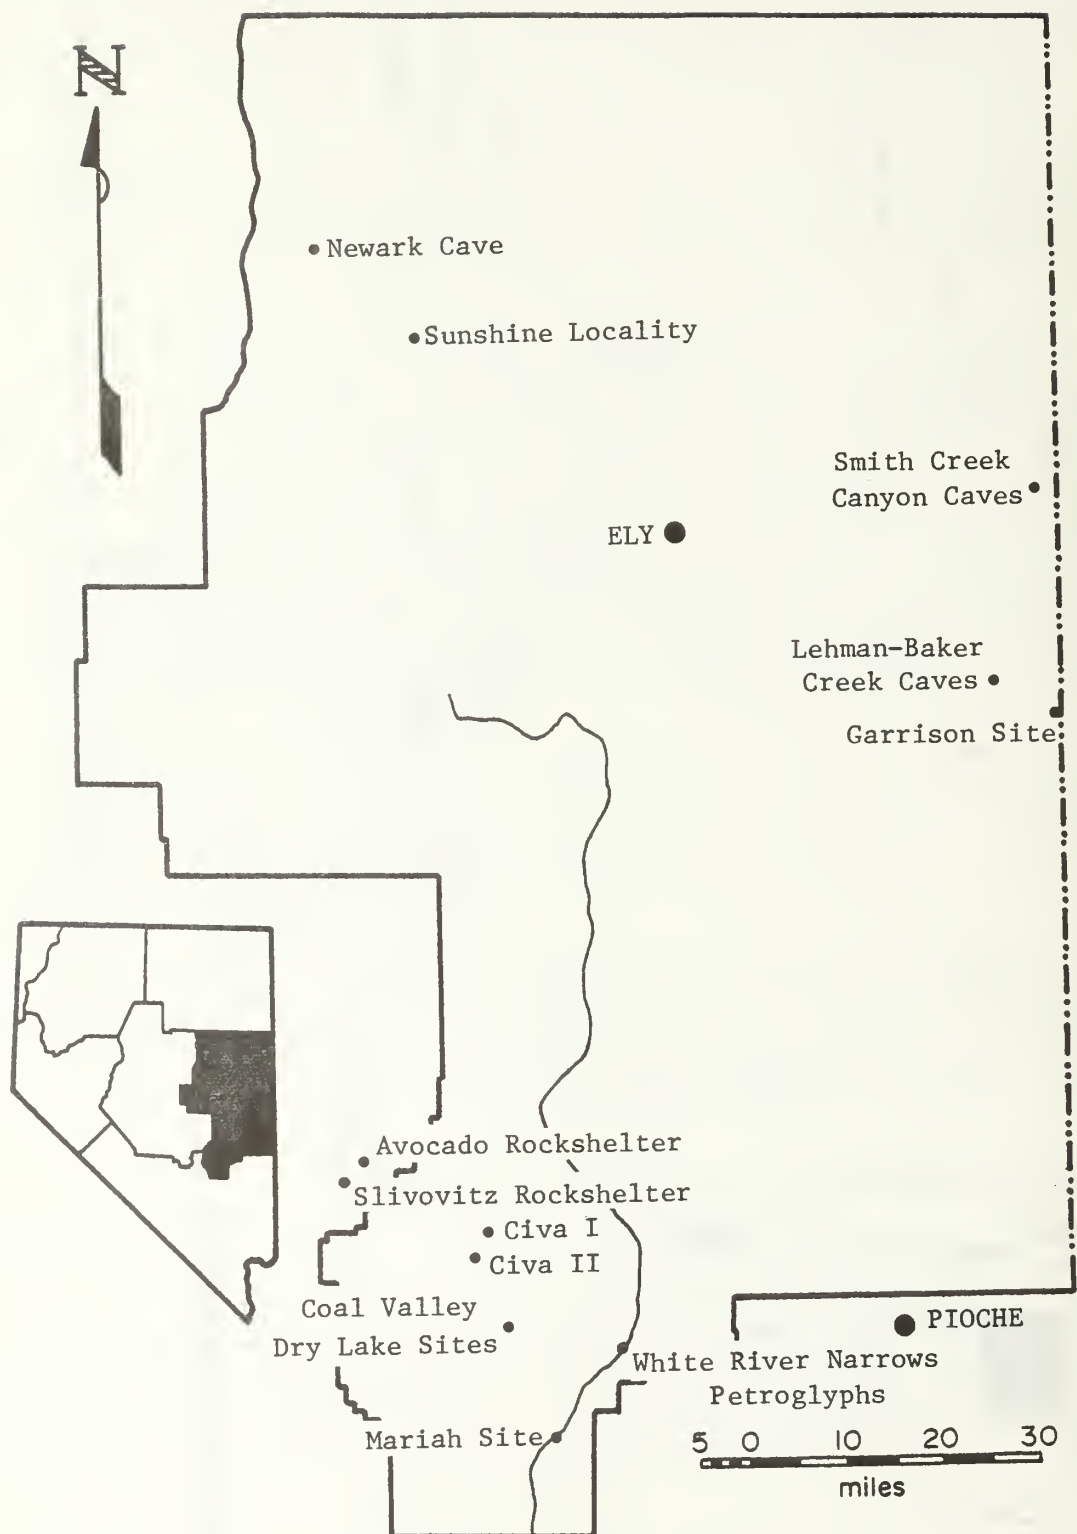 N
Newark Cave
Sunshine Locality
Smith Creek
Canyon Caves
ELY
Lehman-Baker
Creek Caves
Garrison Site
Avocado Rockshelter
Slivovitz Rockshelter
Civa I
Civa II
Coal Valley
Dry Lake Sites
PIOCHE
White River Narrows
Petroglyphs
Mariah Site
5 0 10 20 30
miles